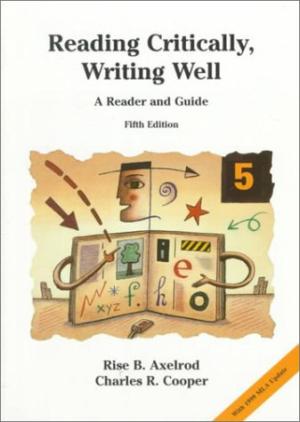 Reading Critically,
Writing Well
A Reader and Guide
Fifth Edition
5
i e
xyz f. h o
Rise B. Axelrod
Charles R. Cooper
With 1998 MLA Update